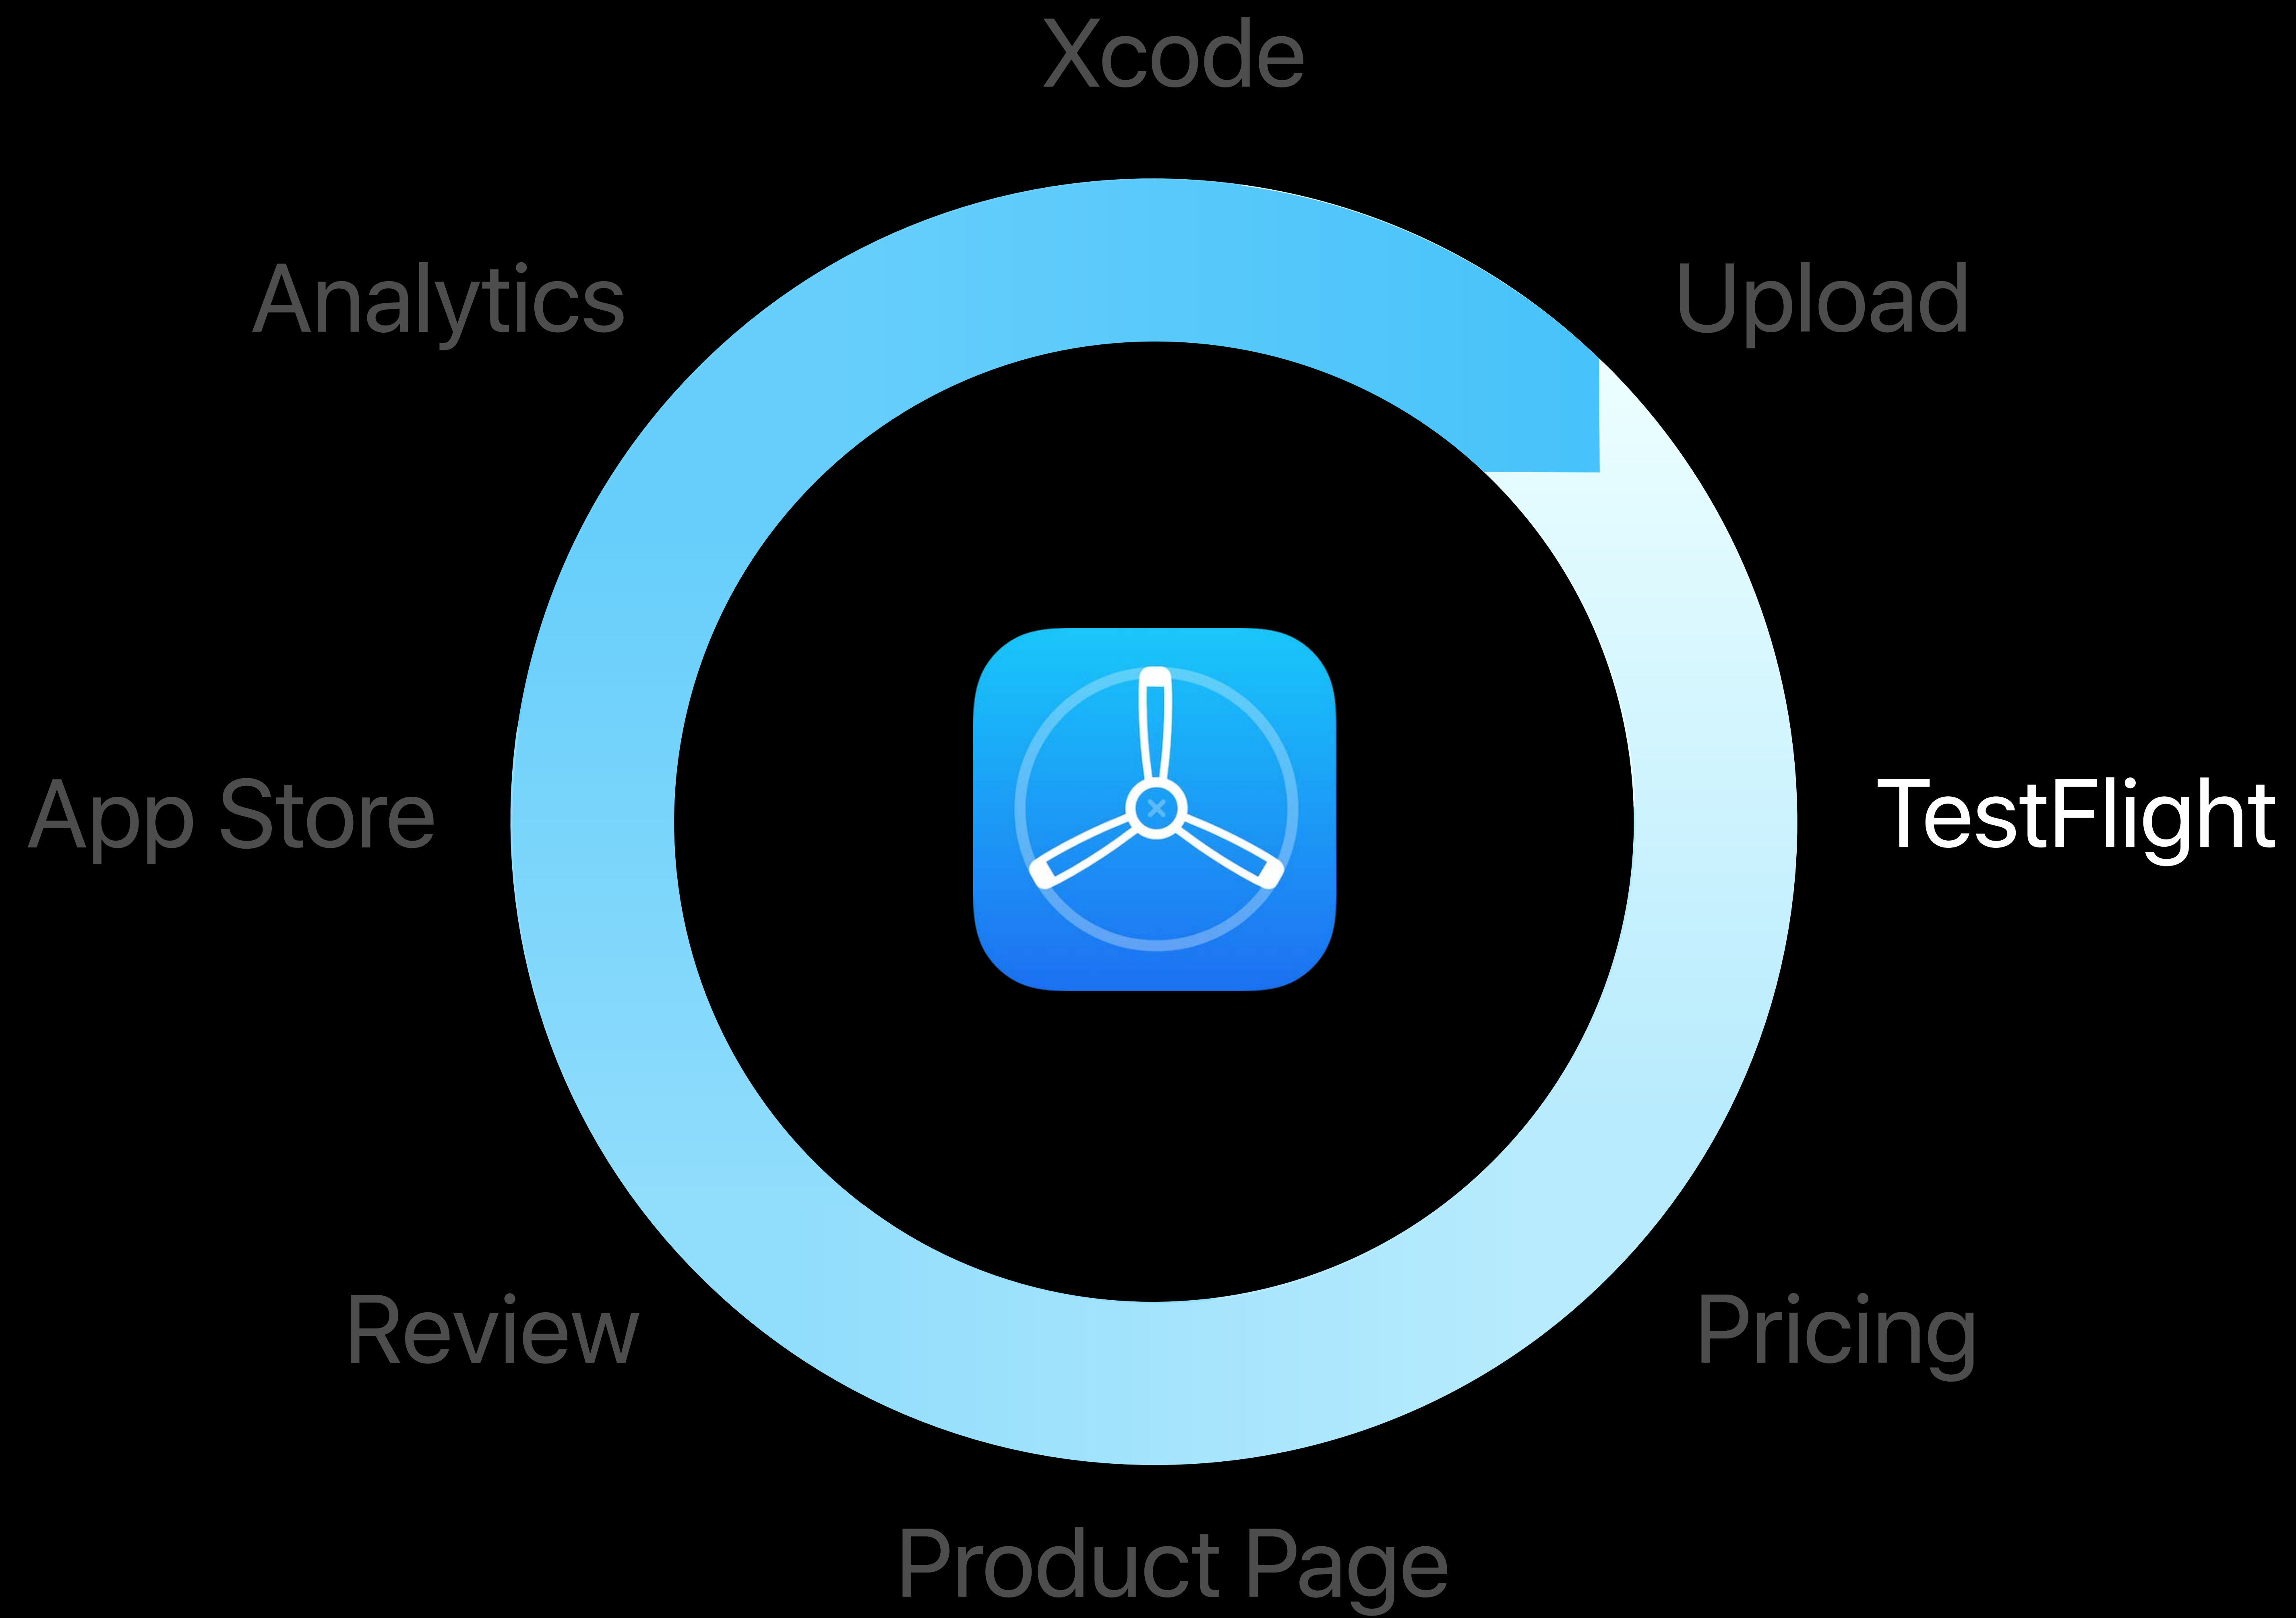 Xcode
Analytics
Upload
App Store
TestFlight
Review
Pricing
Product Page